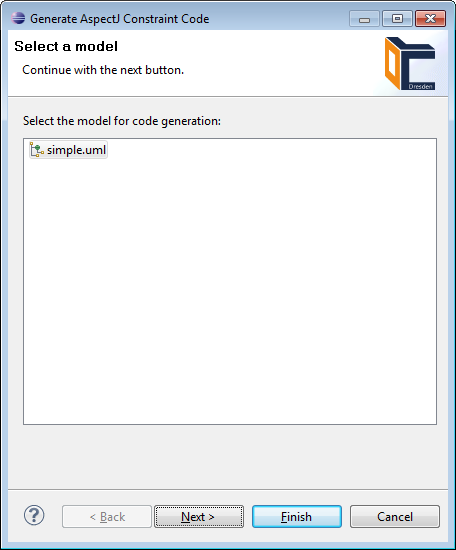 Generate AspectJ Constraint Code
Select a model
Continue with the next button.
Dresden
Select the model for code generation:
simple.uml
? < Back Next > Finish Cancel